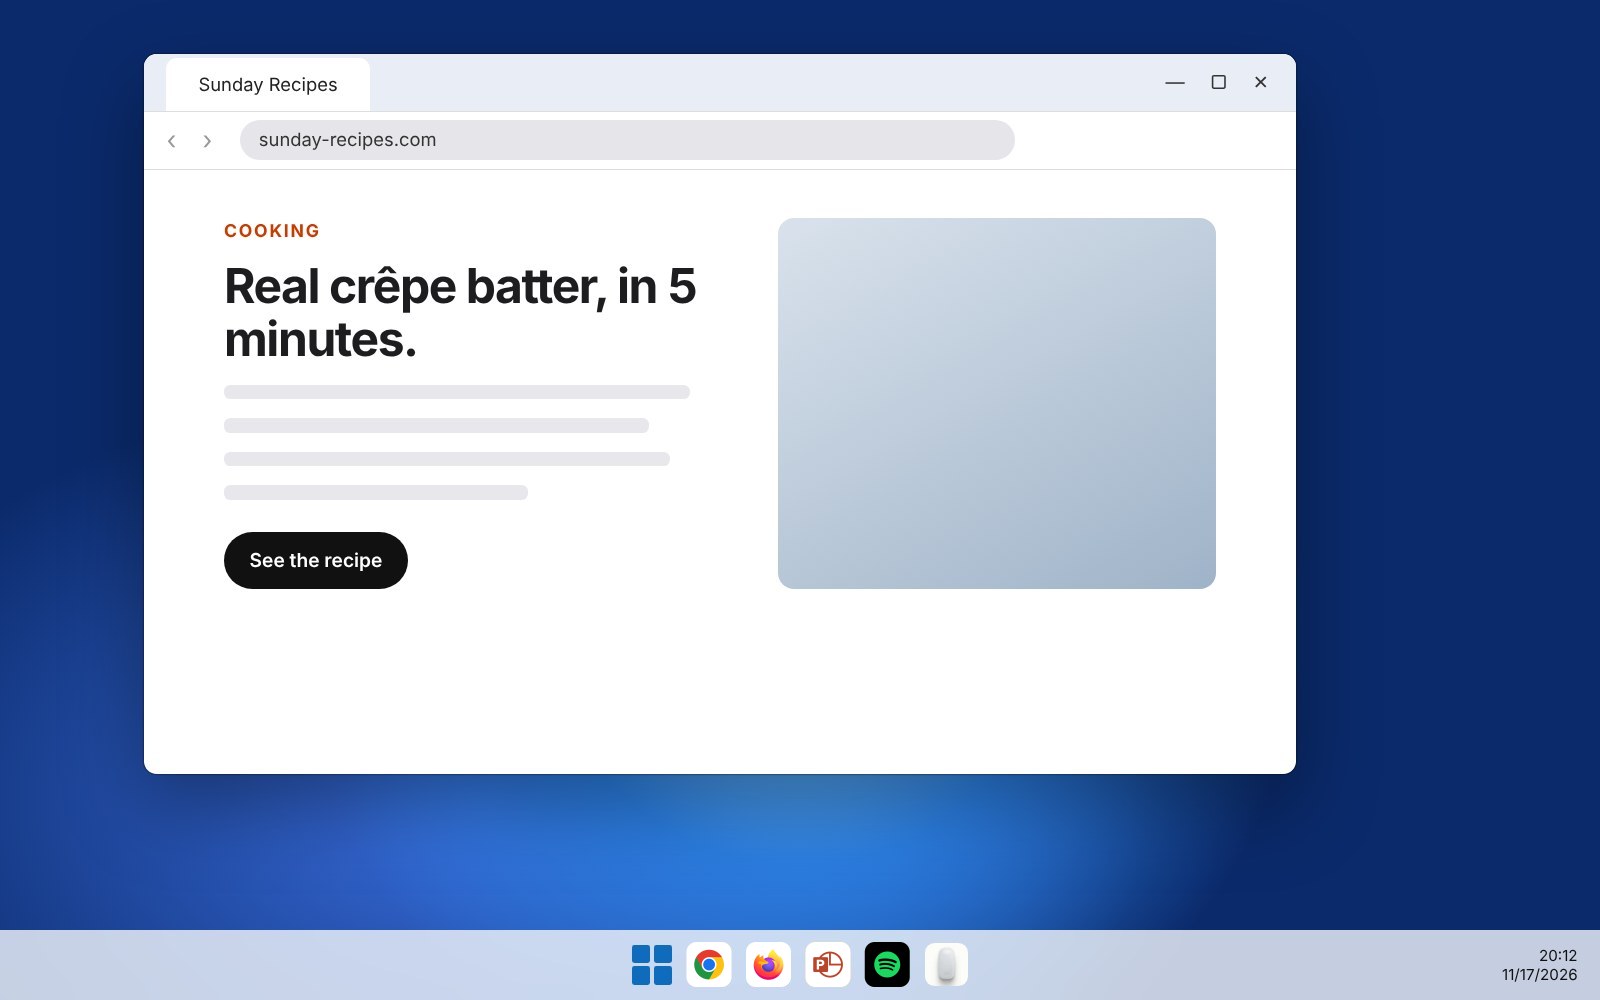 Sunday Recipes
sunday-recipes.com
COOKING
Real crêpe batter, in 5
minutes.
See the recipe
P
20:12
11/17/2026